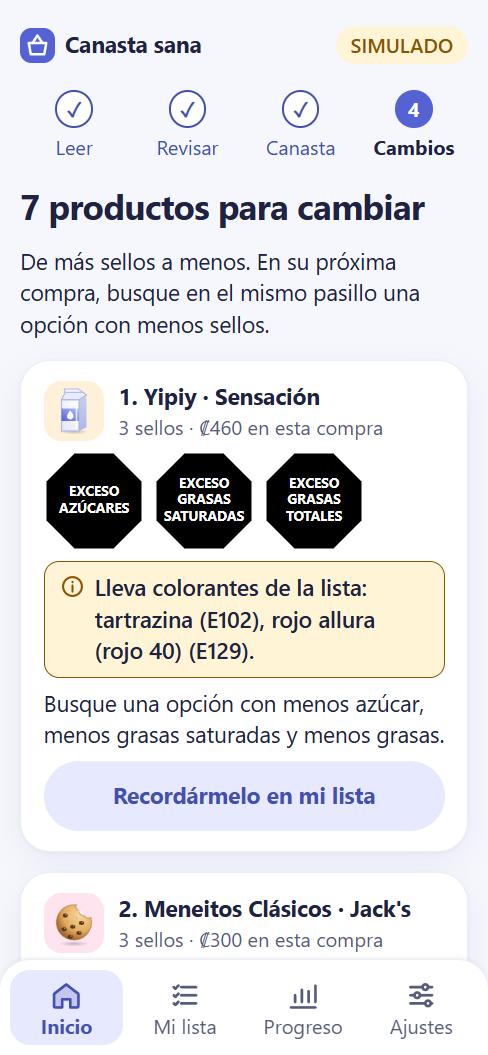 Canasta sana
SIMULADO
Leer
Revisar
Canasta
4
Cambios
7 productos para cambiar
De más sellos a menos. En su próxima
compra, busque en el mismo pasillo una
opción con menos sellos.
1. Yipiy · Sensación
3 sellos · ₡460 en esta compra
EXCESO
AZÚCARES
EXCESO
GRASAS
SATURADAS
EXCESO
GRASAS
TOTALES
Lleva colorantes de la lista:
tartrazina (E102), rojo allura
(rojo 40) (E129).
Busque una opción con menos azúcar,
menos grasas saturadas y menos grasas.
Recordármelo en mi lista
2. Meneitos Clásicos · Jack's
3 sellos · ₡300 en esta compra
Inicio
Mi lista
Progreso
Ajustes